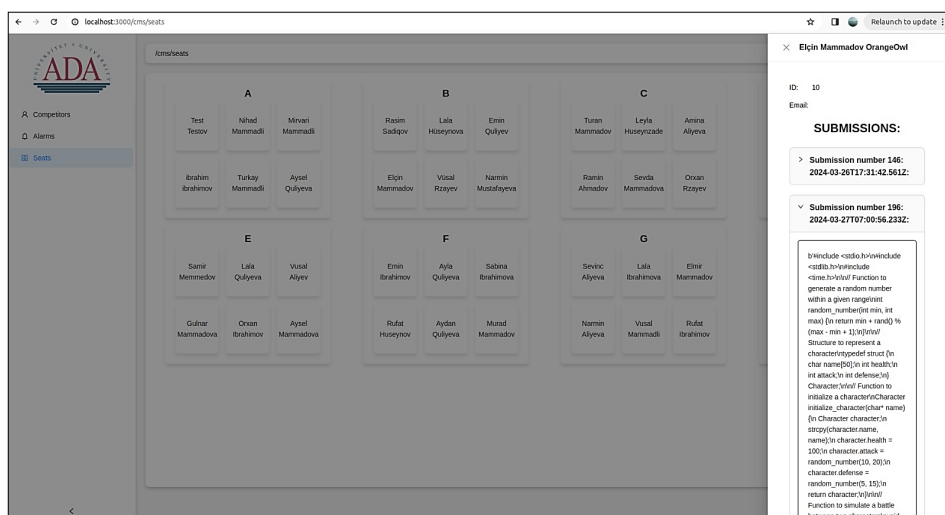 localhost:3000/cms/seats
Relaunch to update
ADA
Competitors
Alarms
Seats
/cms/seats
A
Test Testov
Nihad Mammadli
Mirvari Mammadli
ibrahim ibrahimov
Turkay Mammadli
Aysel Quliyeva
B
Rasim Sadiqov
Lala Hüseynova
Emin Quliyev
Elçin Mammadov
Vüsal Rzayev
Narmin Mustafayeva
C
Turan Mammadov
Leyla Huseynzade
Amina Aliyeva
Ramin Ahmadov
Sevda Mammadova
Orxan Rzayev
E
Samir Memmedov
Lala Quliyeva
Vusal Aliyev
Gulnar Mammadova
Orxan Ibrahimov
Aysel Mammadova
F
Emin Ibrahimov
Ayla Quliyeva
Sabina Ibrahimov
Rufat Huseynov
Aydan Quliyeva
Murad Mammadov
G
Sevinc Aliyeva
Lala Ibrahimova
Elmir Mammadov
Narmin Aliyeva
Vusal Mammadli
Rufat Ibrahimov
Elçin Mammadov OrangeOwl
ID: 10
Email:
SUBMISSIONS:
Submission number 146:
2024-03-26T17:31:42.561Z:
Submission number 196:
2024-03-27T07:00:56.233Z:
b'#include <stdio.h>\n#include
<stdlib.h>\n#include
<time.h>\n\n// Function to
generate a random number
within a given range\nint
random_number(int min, int
max) {\n return min + rand() %
(max - min + 1);\n}\n\n//
Structure to represent a
character\ntypedef struct {\n
char name[50];\n int health;\n
int attack;\n int defense;\n}
Character;\n\n// Function to
initialize a character\nCharacter
initialize_character(char* name)
{\n Character character;\n
strcpy(character.name,
name);\n character.health =
100;\n character.attack =
random_number(10, 20);\n
character.defense =
random_number(5, 15);\n
return character;\n}\n\n//
Function to simulate a battle